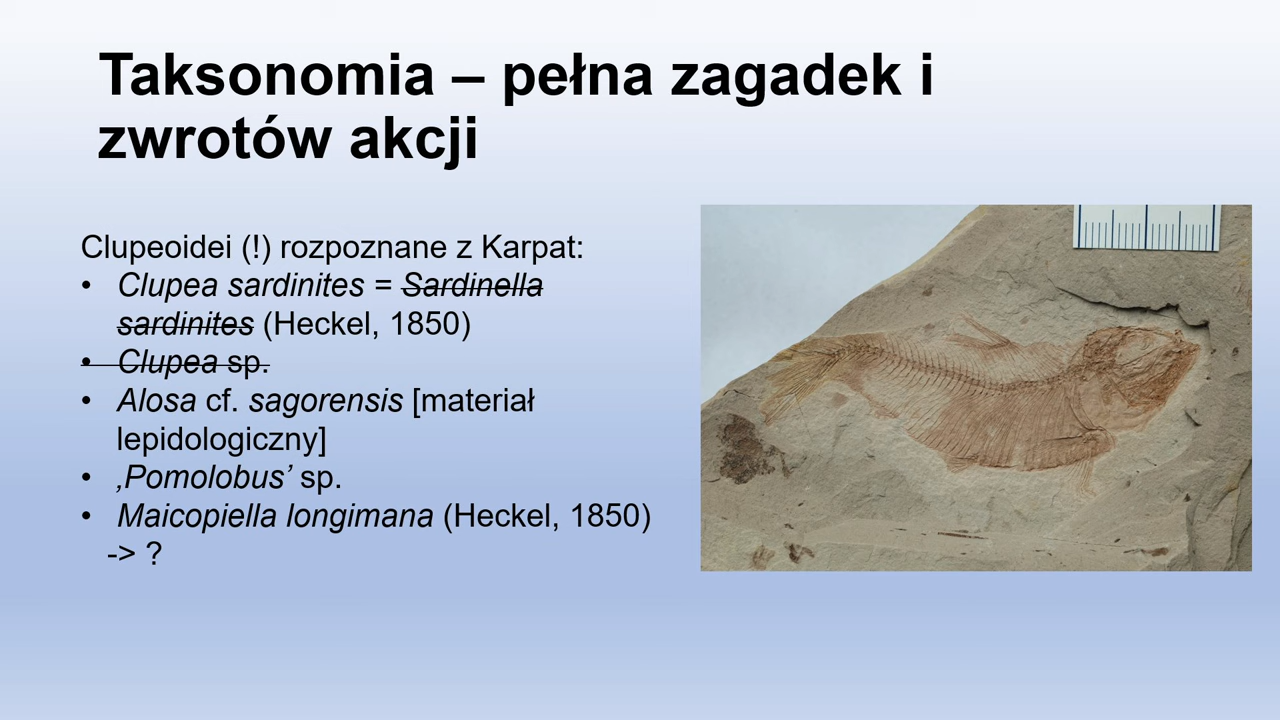 Taksonomia – pełna zagadek i
zwrotów akcji
Clupeoidei (!) rozpoznane z Karpat:
• Clupea sardinites = Sardinella
sardinites (Heckel, 1850)
• Clupea sp.
• Alosa cf. sagorensis [materiał
lepidologiczny]
• ‚Pomolobus’ sp.
• Maicopiella longimana (Heckel, 1850)
-> ?